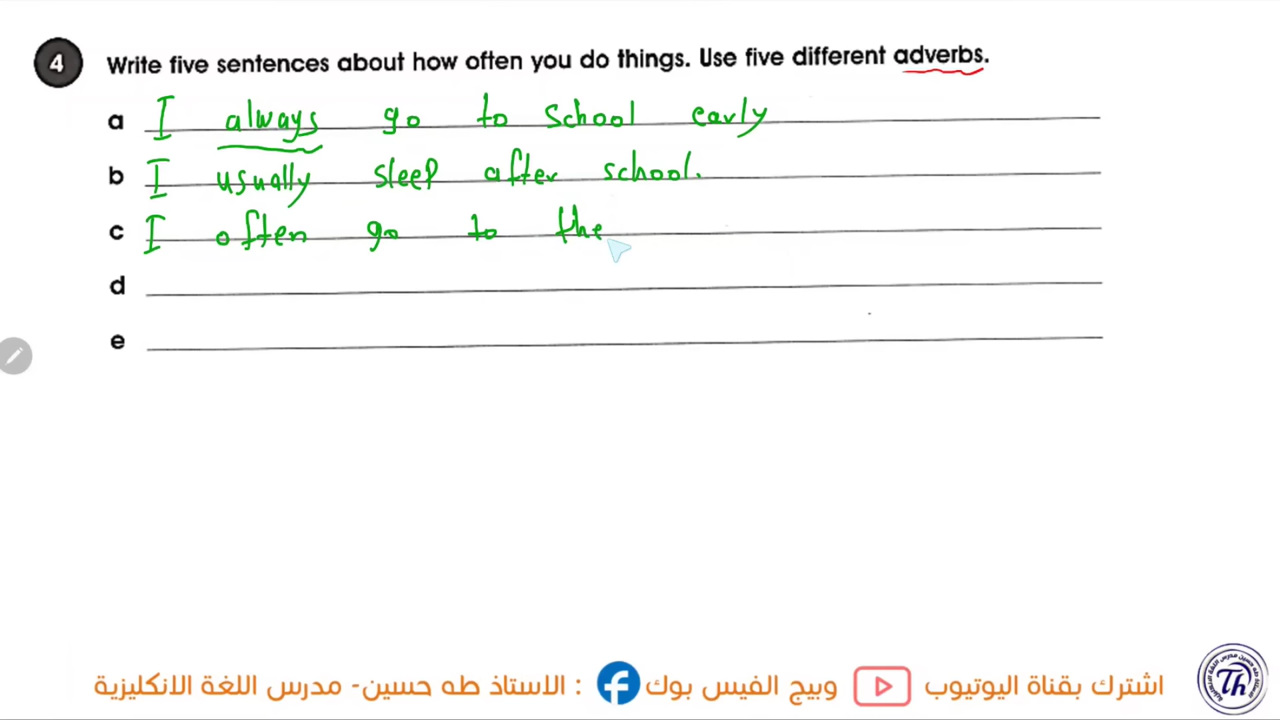 4 Write five sentences about how often you do things. Use five different adverbs.
a I always go to school early
b I usually sleep after school.
c I often go to the
d
e
اشترك بقناة اليوتيوب وبيج الفيس بوك : الاستاذ طه حسين- مدرس اللغة الانكليزية
Th